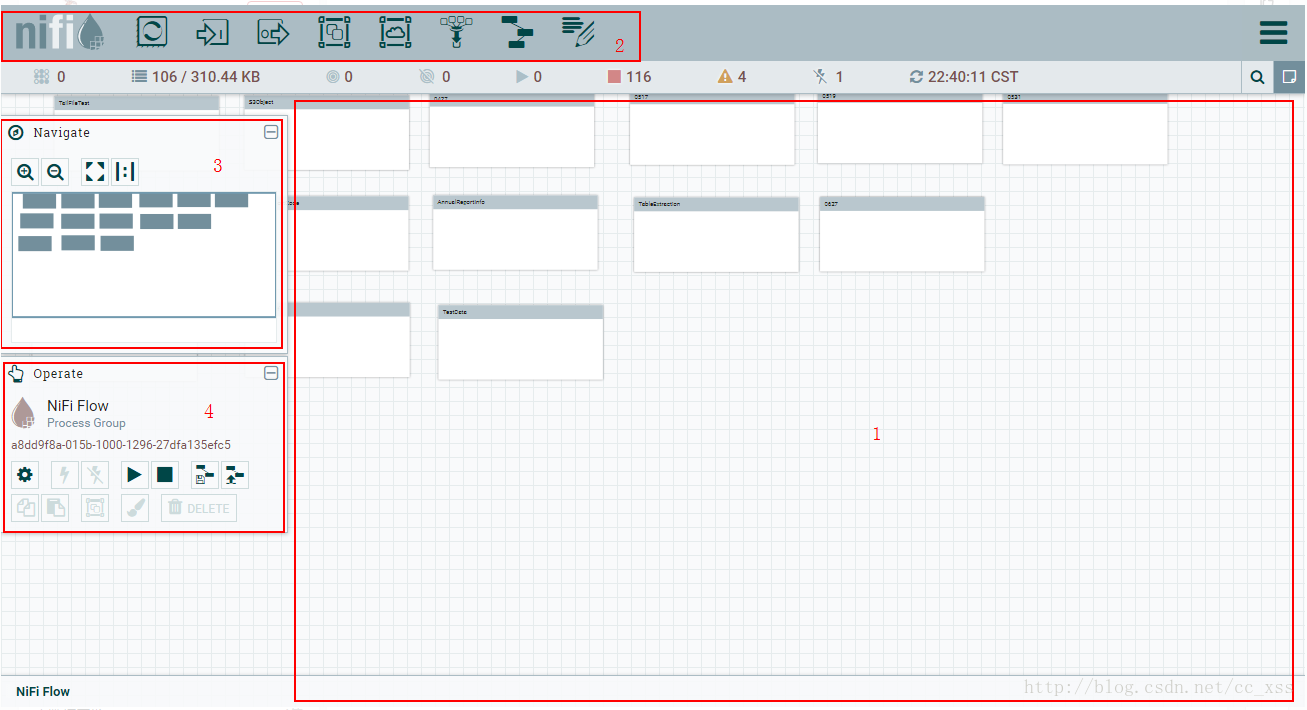 nifi
2
0
106 / 310.44 KB
0
0
0
116
4
1
22:40:11 CST
TailFileTest
S3Object
0517
0519
0531
Navigate
3
AnnualReportInfo
TableExtraction
0627
TestData
Operate
NiFi Flow
4
Process Group
a8dd9f8a-015b-1000-1296-27dfa135efc5
DELETE
1
NiFi Flow
http://blog.csdn.net/cc_xss